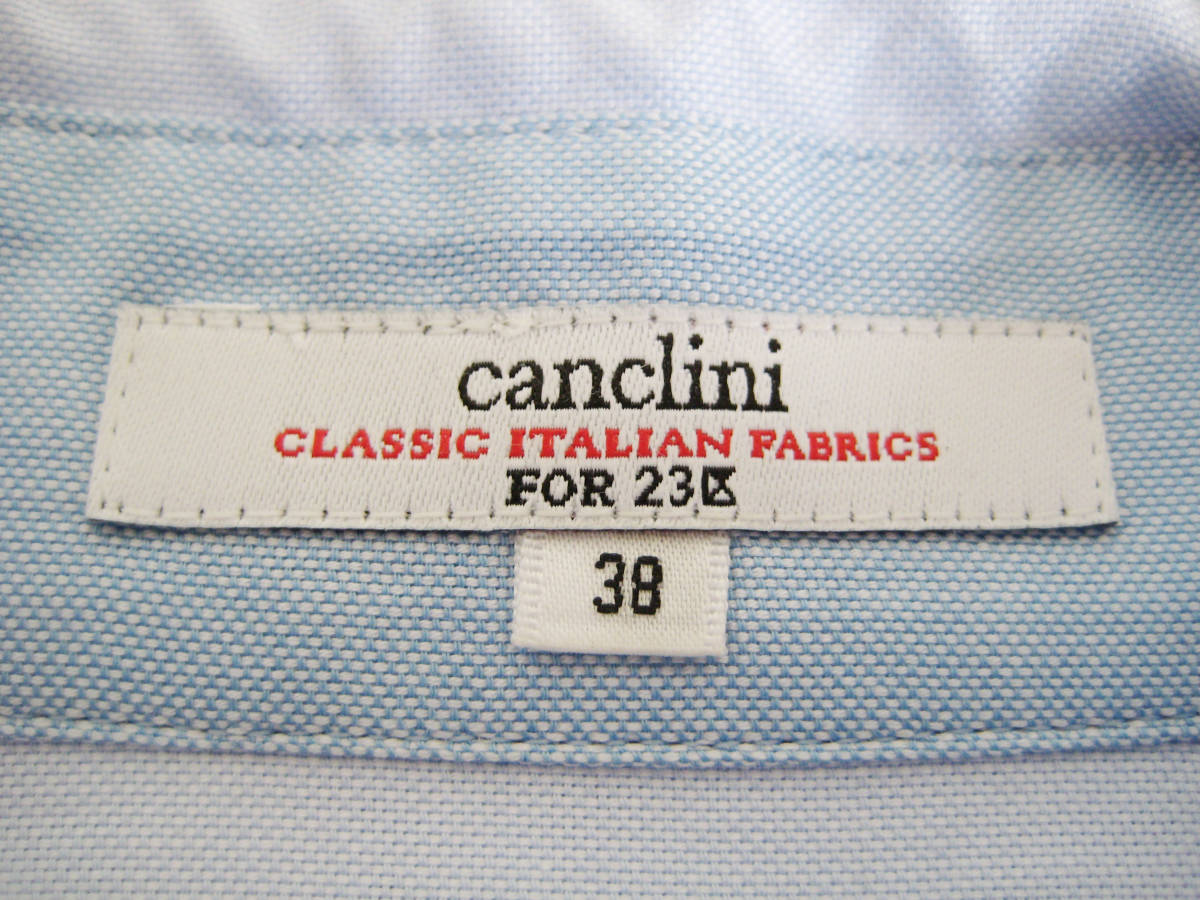 canclini
CLASSIC ITALIAN FABRICS
FOR 23区
38